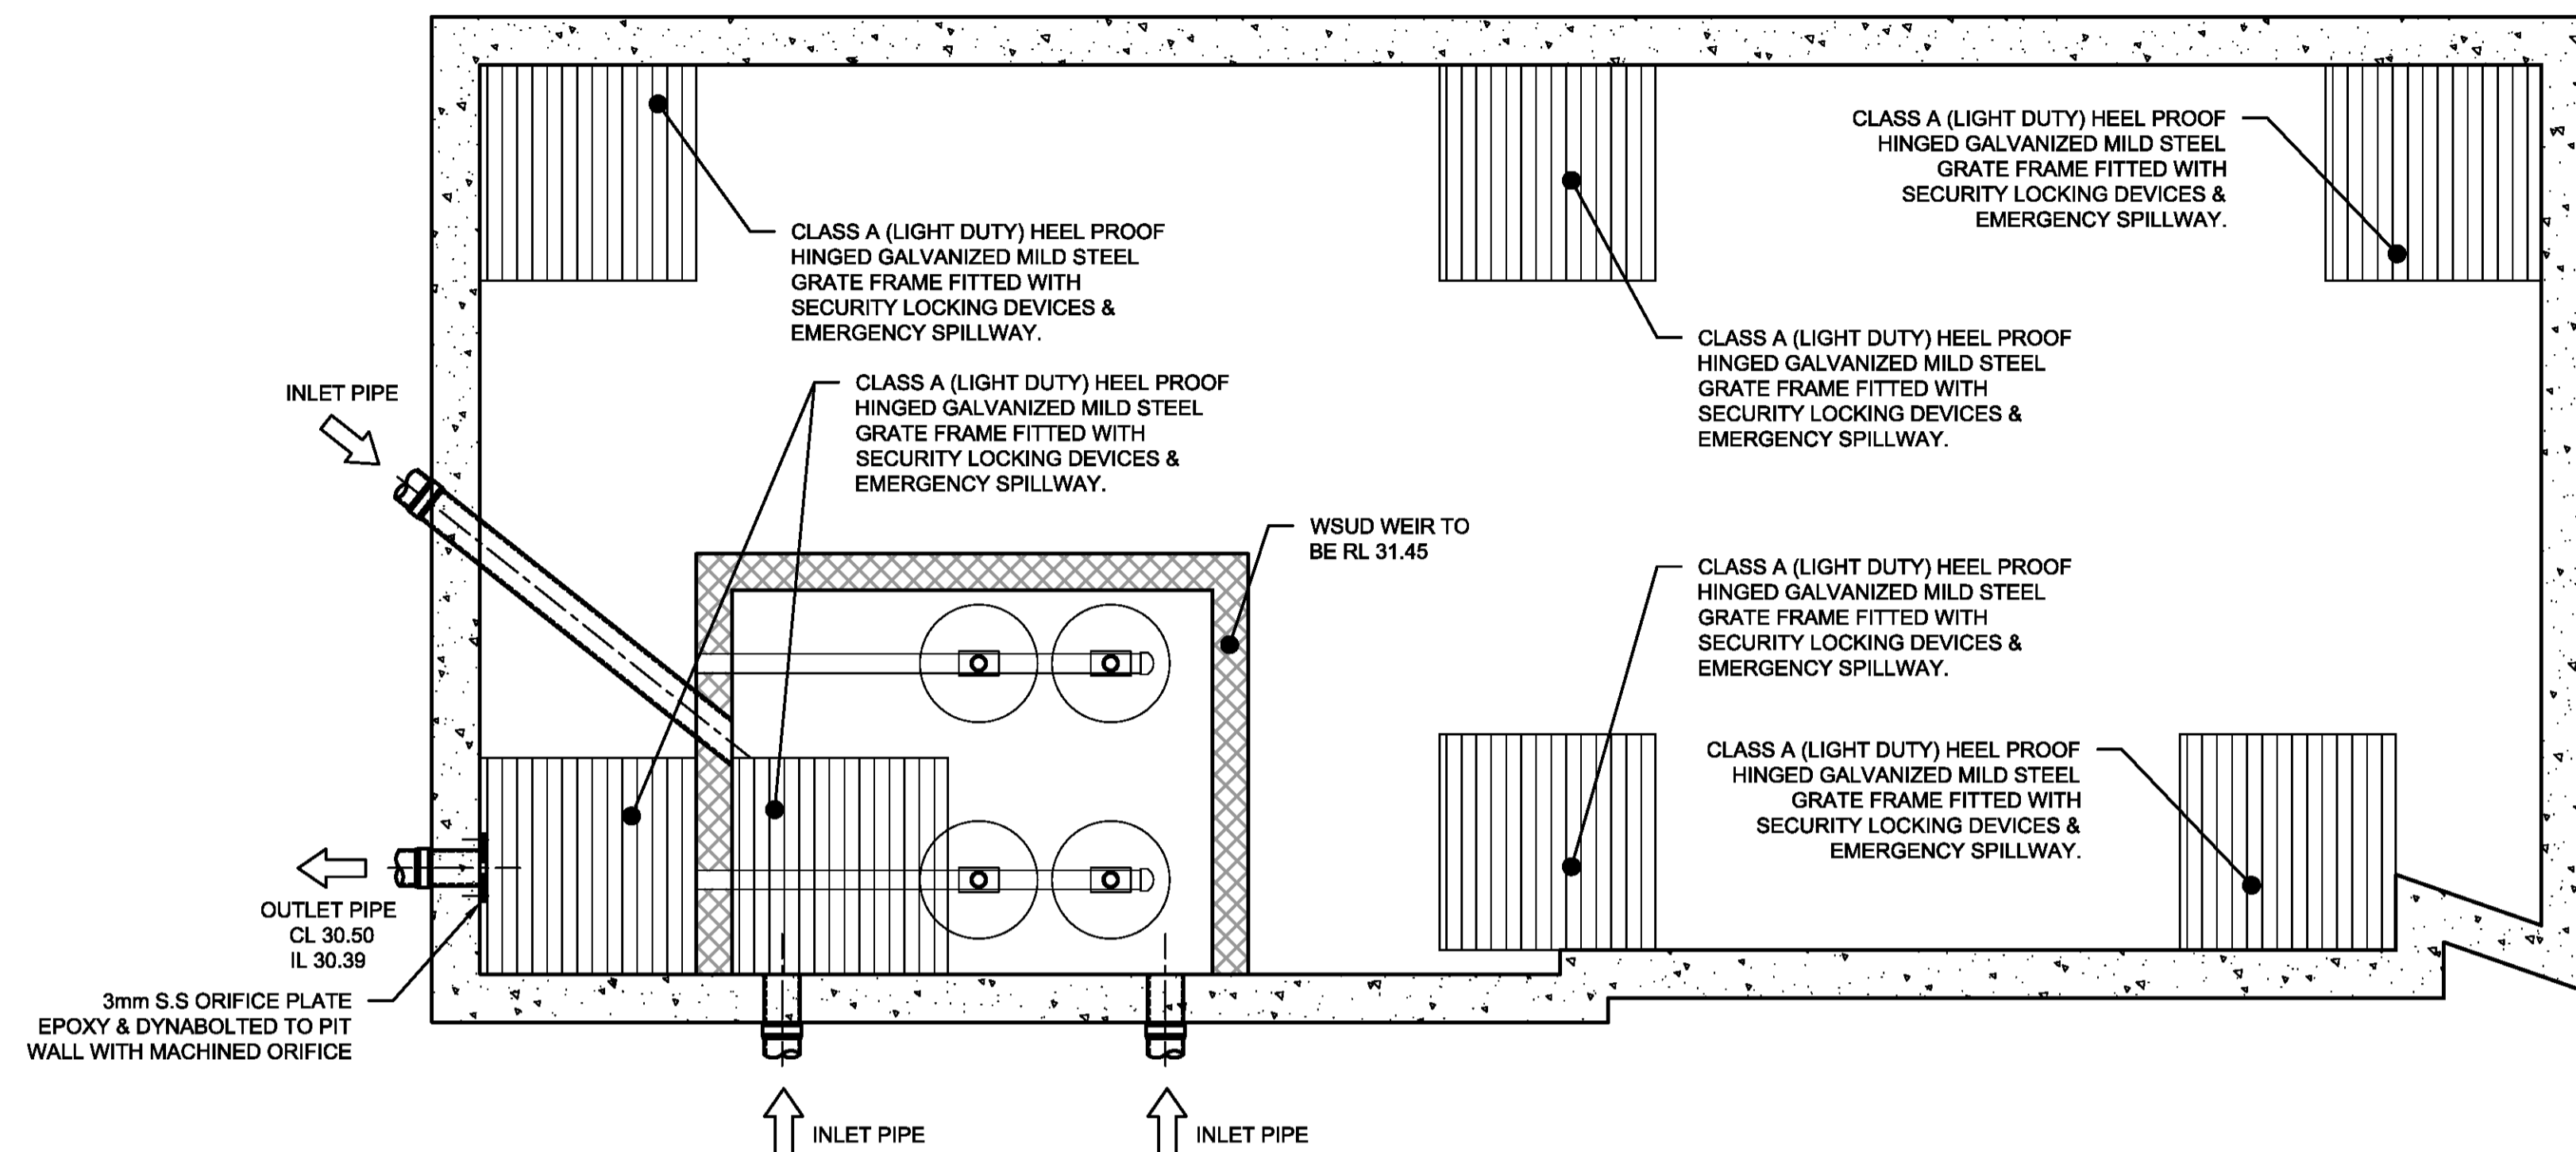 CLASS A (LIGHT DUTY) HEEL PROOF
HINGED GALVANIZED MILD STEEL
GRATE FRAME FITTED WITH
SECURITY LOCKING DEVICES &
EMERGENCY SPILLWAY.
CLASS A (LIGHT DUTY) HEEL PROOF
HINGED GALVANIZED MILD STEEL
GRATE FRAME FITTED WITH
SECURITY LOCKING DEVICES &
EMERGENCY SPILLWAY.
CLASS A (LIGHT DUTY) HEEL PROOF
HINGED GALVANIZED MILD STEEL
GRATE FRAME FITTED WITH
SECURITY LOCKING DEVICES &
EMERGENCY SPILLWAY.
INLET PIPE
CLASS A (LIGHT DUTY) HEEL PROOF
HINGED GALVANIZED MILD STEEL
GRATE FRAME FITTED WITH
SECURITY LOCKING DEVICES &
EMERGENCY SPILLWAY.
WSUD WEIR TO
BE RL 31.45
CLASS A (LIGHT DUTY) HEEL PROOF
HINGED GALVANIZED MILD STEEL
GRATE FRAME FITTED WITH
SECURITY LOCKING DEVICES &
EMERGENCY SPILLWAY.
CLASS A (LIGHT DUTY) HEEL PROOF
HINGED GALVANIZED MILD STEEL
GRATE FRAME FITTED WITH
SECURITY LOCKING DEVICES &
EMERGENCY SPILLWAY.
OUTLET PIPE
CL 30.50
IL 30.39
3mm S.S ORIFICE PLATE
EPOXY & DYNABOLTED TO PIT
WALL WITH MACHINED ORIFICE
INLET PIPE
INLET PIPE